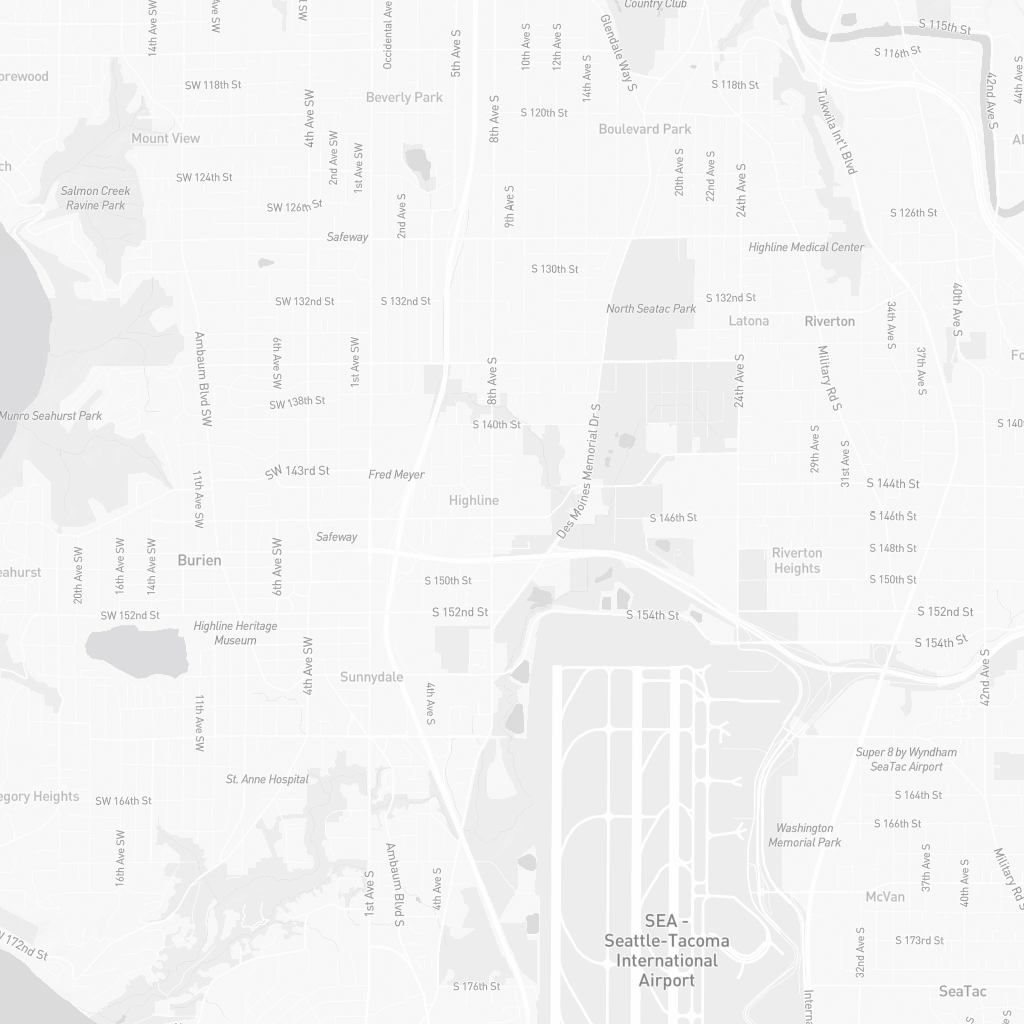 Country Club
14th Ave SW
Occidental Ave
5th Ave S
10th Ave S
12th Ave S
Glendale Way S
S 115th St
S 116th St
SW 118th St
14th Ave S
S 118th St
42nd Ave S
44th Ave S
Beverly Park
4th Ave SW
8th Ave S
S 120th St
Tukwila Int'l Blvd
Mount View
Boulevard Park
2nd Ave SW
1st Ave SW
SW 124th St
20th Ave S
22nd Ave S
24th Ave S
Salmon Creek
Ravine Park
SW 126th St
2nd Ave S
9th Ave S
S 126th St
Safeway
Highline Medical Center
S 130th St
SW 132nd St
S 132nd St
North Seatac Park
S 132nd St
40th Ave S
Latona
Riverton
34th Ave S
Ambaum Blvd SW
6th Ave SW
1st Ave SW
8th Ave S
24th Ave S
Military Rd S
37th Ave S
SW 138th St
Munro Seahurst Park
S 140th St
Des Moines Memorial Dr S
29th Ave S
31st Ave S
SW 143rd St
Fred Meyer
S 144th St
11th Ave SW
Highline
S 146th St
S 146th St
Safeway
S 148th St
20th Ave SW
16th Ave SW
14th Ave SW
Burien
6th Ave SW
Riverton
Heights
S 150th St
S 150th St
SW 152nd St
S 152nd St
S 154th St
S 152nd St
Highline Heritage
Museum
S 154th St
4th Ave SW
Sunnydale
42nd Ave S
11th Ave SW
4th Ave S
Super 8 by Wyndham
SeaTac Airport
St. Anne Hospital
S 164th St
SW 164th St
S 166th St
Washington
Memorial Park
16th Ave SW
1st Ave S
Ambaum Blvd S
4th Ave S
37th Ave S
40th Ave S
Military Rd S
McVan
SEA -
Seattle-Tacoma
International
Airport
32nd Ave S
S 173rd St
172nd St
S 176th St
SeaTac